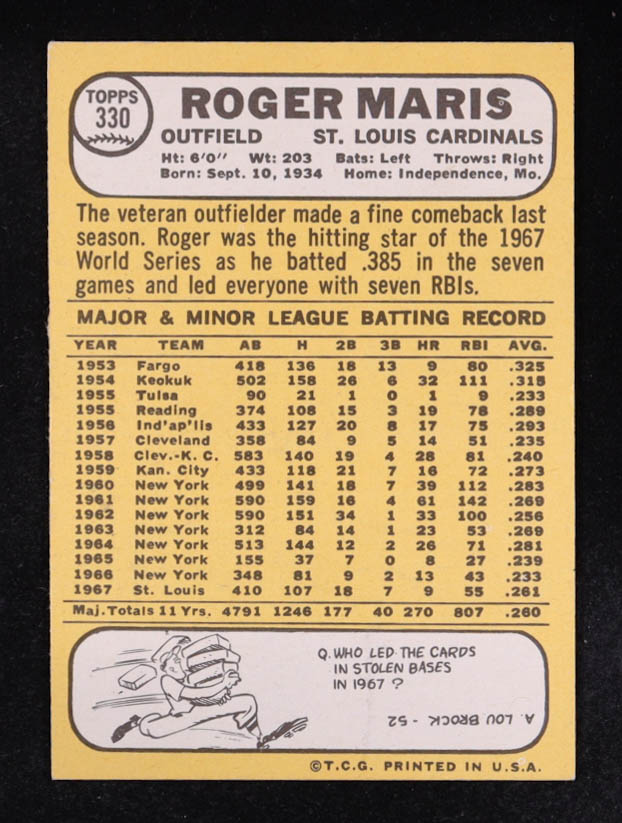 TOPPS
330
ROGER MARIS
OUTFIELD ST. LOUIS CARDINALS
Ht: 6'0" Wt: 203 Bats: Left Throws: Right
Born: Sept. 10, 1934 Home: Independence, Mo.
The veteran outfielder made a fine comeback last
season. Roger was the hitting star of the 1967
World Series as he batted .385 in the seven
games and led everyone with seven RBIs.
MAJOR & MINOR LEAGUE BATTING RECORD
YEAR TEAM AB H 2B 3B HR RBI AVG.
1953 Fargo 418 136 18 13 9 80 .325
1954 Keokuk 502 158 26 6 32 111 .315
1955 Tulsa 90 21 1 0 1 9 .233
1955 Reading 374 108 15 3 19 78 .289
1956 Ind'ap'lis 433 127 20 8 17 75 .293
1957 Cleveland 358 84 9 5 14 51 .235
1958 Clev.-K. C. 583 140 19 4 28 81 .240
1959 Kan. City 433 118 21 7 16 72 .273
1960 New York 499 141 18 7 39 112 .283
1961 New York 590 159 16 4 61 142 .269
1962 New York 590 151 34 1 33 100 .256
1963 New York 312 84 14 1 23 53 .269
1964 New York 513 144 12 2 26 71 .281
1965 New York 155 37 7 0 8 27 .239
1966 New York 348 81 9 2 13 43 .233
1967 St. Louis 410 107 18 7 9 55 .261
Maj. Totals 11 Yrs. 4791 1246 177 40 270 807 .260
Q. WHO LED THE CARDS
IN STOLEN BASES
IN 1967 ?
A. LOU BROCK - 52
©T.C.G. PRINTED IN U.S.A.